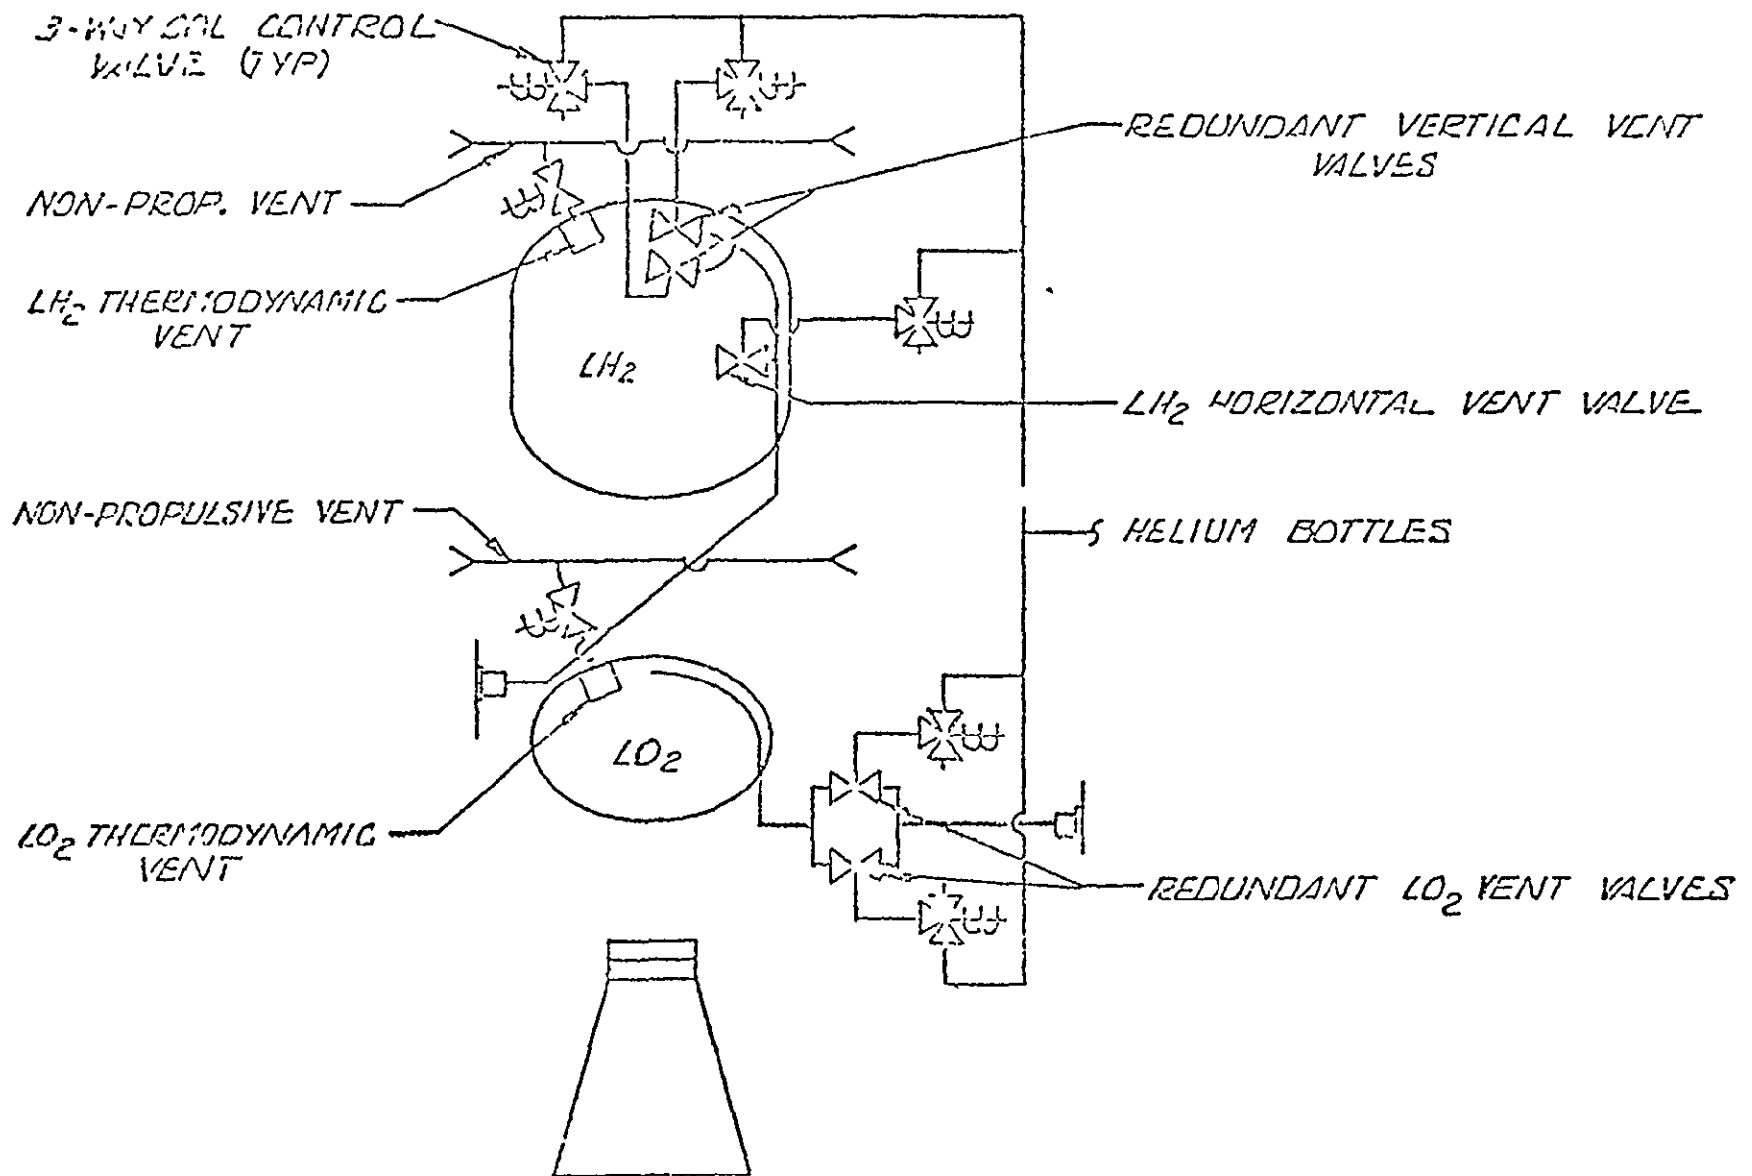 3-WAY SOL CONTROL
VALVE (TYP)
NON-PROP. VENT
LH2 THERMODYNAMIC
VENT
REDUNDANT VERTICAL VENT
VALVES
LH2
LH2 HORIZONTAL VENT VALVE
NON-PROPULSIVE VENT
HELIUM BOTTLES
LO2
LO2 THERMODYNAMIC
VENT
REDUNDANT LO2 VENT VALVES